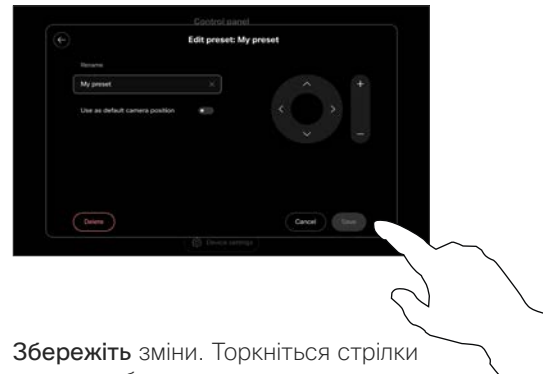 Control panel
Edit preset: My preset
Rename
My preset
Use as default camera position
Delete
Cancel
Save
Device settings
Збережіть зміни. Торкніться стрілки